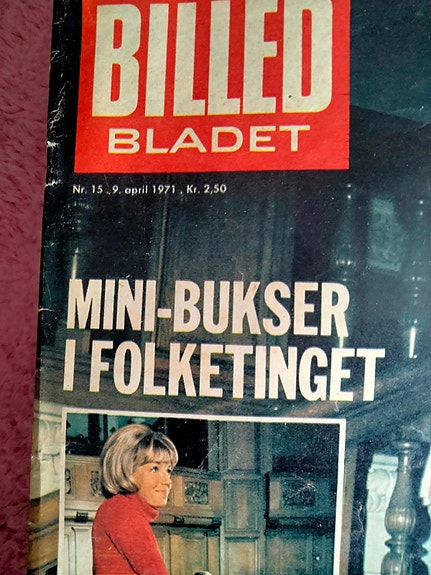 BILLED
BLADET
Nr. 15 . 9. april 1971 . Kr. 2,50
MINI-BUKSER
I FOLKETINGET